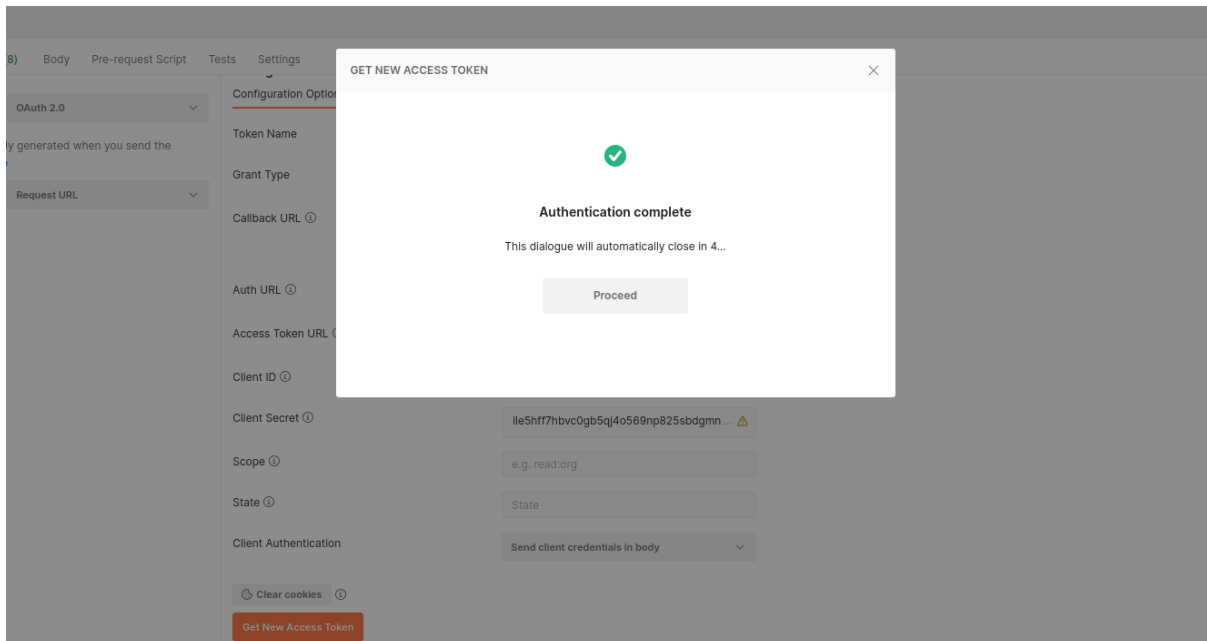 8) Body Pre-request Script Tests Settings
GET NEW ACCESS TOKEN
OAuth 2.0
ly generated when you send the
Request URL
Configuration Option
Token Name
Grant Type
Callback URL
Auth URL
Access Token URL
Client ID
Authentication complete
This dialogue will automatically close in 4...
Proceed
Client Secret ile5hff7hbvc0gb5qj4o569np825sbdgmn...
Scope e.g. read:org
State State
Client Authentication Send client credentials in body
Clear cookies
Get New Access Token